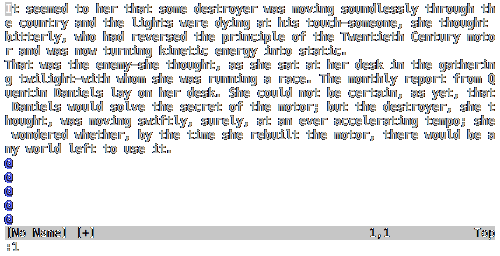 It seemed to her that some destroyer was moving soundlessly through th
e country and the lights were dying at his touch-someone, she thought
bitterly, who had reversed the principle of the Twentieth Century moto
r and was now turning kinetic energy into static.
That was the enemy-she thought, as she sat at her desk in the gatherin
g twilight-with whom she was running a race. The monthly report from Q
uentin Daniels lay on her desk. She could not be certain, as yet, that
 Daniels would solve the secret of the motor; but the destroyer, she t
hought, was moving swiftly, surely, at an ever accelerating tempo; she
 wondered whether, by the time she rebuilt the motor, there would be a
ny world left to use it.
@
@
@
@
@
[No Name] [+] 1,1 Top
:1